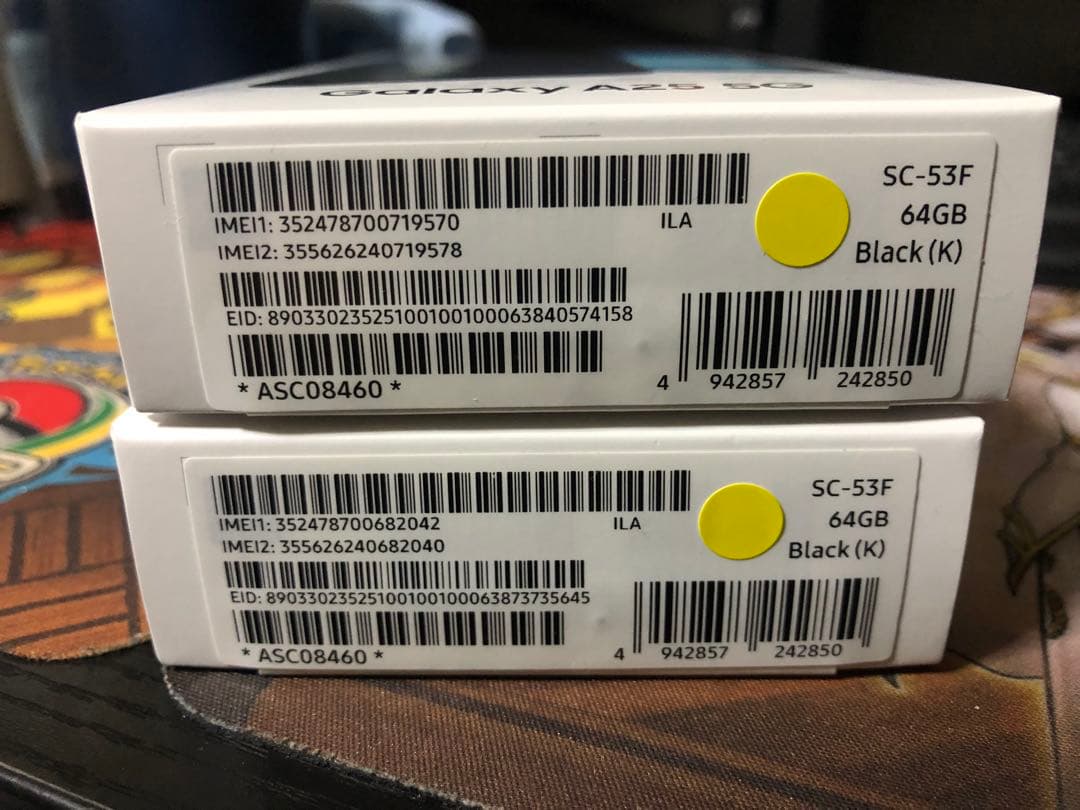 Galaxy A25 5G
SC-53F
64GB
Black (K)
IMEI1: 352478700719570
ILA
IMEI2: 355626240719578
EID: 89033023525100100100063840574158
* ASC08460 *
4 942857 242850
SC-53F
64GB
Black (K)
IMEI1: 352478700682042
ILA
IMEI2: 355626240682040
EID: 89033023525100100100063873735645
* ASC08460 *
4 942857 242850